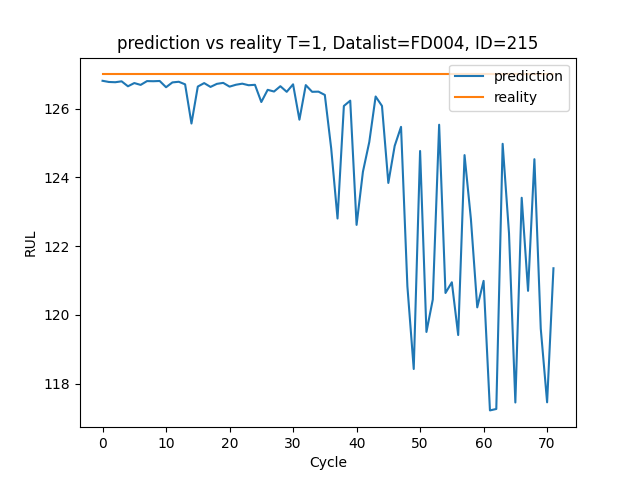 prediction vs reality T=1, Datalist=FD004, ID=215
prediction
reality
126
124
122
120
118
RUL
0 10 20 30 40 50 60 70
Cycle